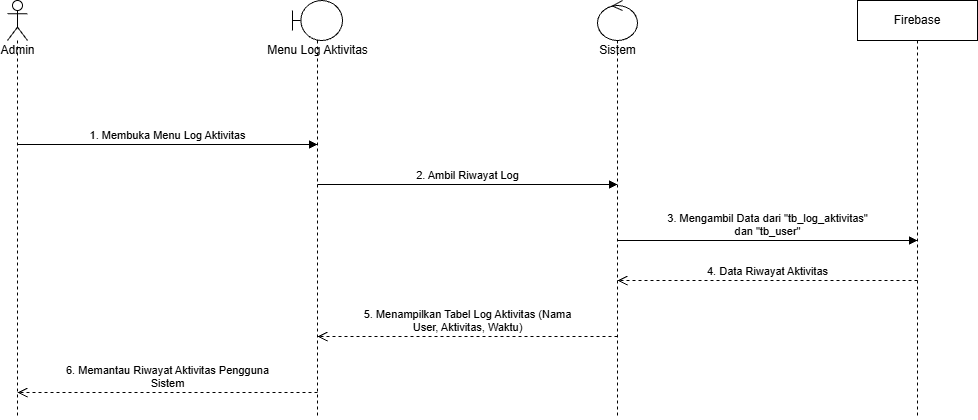 Admin
Menu Log Aktivitas
Sistem
Firebase
1. Membuka Menu Log Aktivitas
2. Ambil Riwayat Log
3. Mengambil Data dari "tb_log_aktivitas"
dan "tb_user"
4. Data Riwayat Aktivitas
5. Menampilkan Tabel Log Aktivitas (Nama
User, Aktivitas, Waktu)
6. Memantau Riwayat Aktivitas Pengguna
Sistem